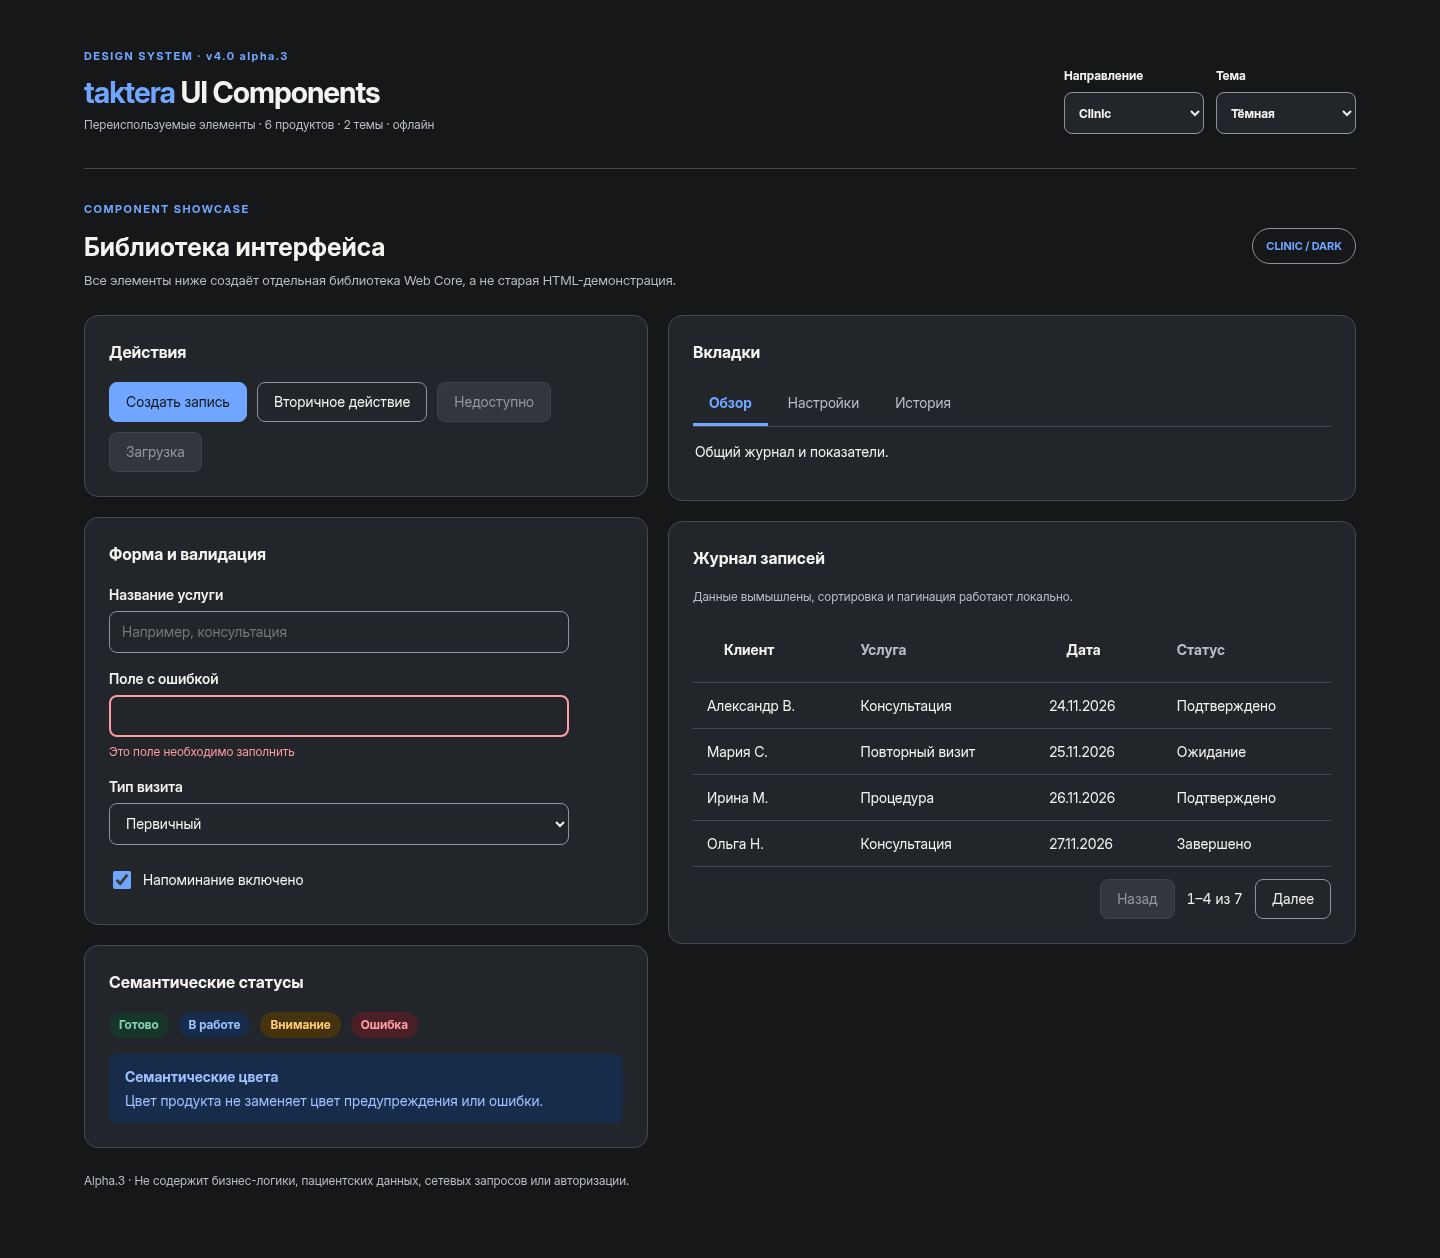 DESIGN SYSTEM · v4.0 alpha.3
taktera UI Components
Переиспользуемые элементы · 6 продуктов · 2 темы · офлайн
Направление
Clinic
Тема
Тёмная
COMPONENT SHOWCASE
Библиотека интерфейса
Все элементы ниже создаёт отдельная библиотека Web Core, а не старая HTML-демонстрация.
CLINIC / DARK
Действия
Создать запись
Вторичное действие
Недоступно
Загрузка
Форма и валидация
Название услуги
Например, консультация
Поле с ошибкой
Это поле необходимо заполнить
Тип визита
Первичный
Напоминание включено
Семантические статусы
Готово
В работе
Внимание
Ошибка
Семантические цвета
Цвет продукта не заменяет цвет предупреждения или ошибки.
Вкладки
Обзор
Настройки
История
Общий журнал и показатели.
Журнал записей
Данные вымышлены, сортировка и пагинация работают локально.
Клиент Услуга Дата Статус
Александр В. Консультация 24.11.2026 Подтверждено
Мария С. Повторный визит 25.11.2026 Ожидание
Ирина М. Процедура 26.11.2026 Подтверждено
Ольга Н. Консультация 27.11.2026 Завершено
Назад
1–4 из 7
Далее
Alpha.3 · Не содержит бизнес-логики, пациентских данных, сетевых запросов или авторизации.